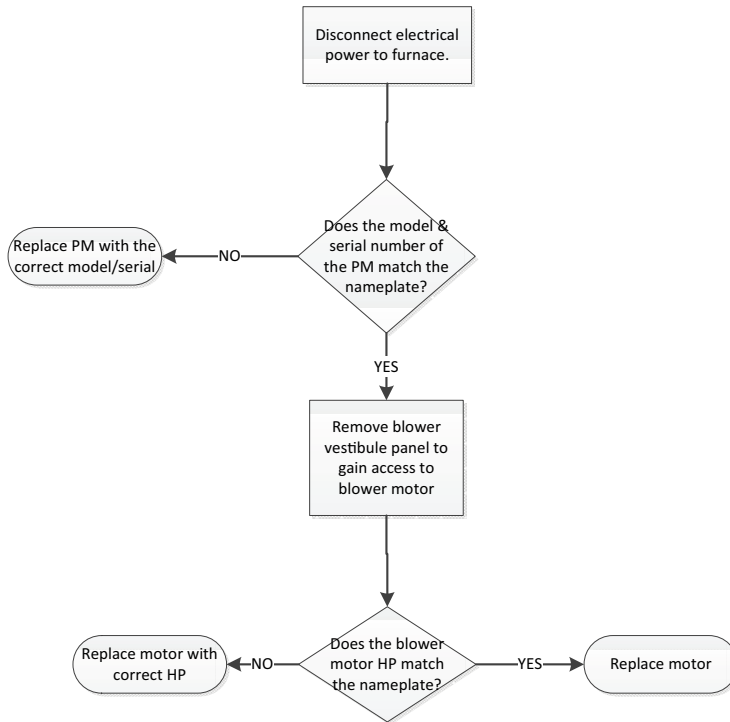 Disconnect electrical
power to furnace.
Does the model &
serial number of
the PM match the
nameplate?
NO
Replace PM with the
correct model/serial
YES
Remove blower
vestibule panel to
gain access to
blower motor
Does the blower
motor HP match
the nameplate?
NO
Replace motor with
correct HP
YES
Replace motor